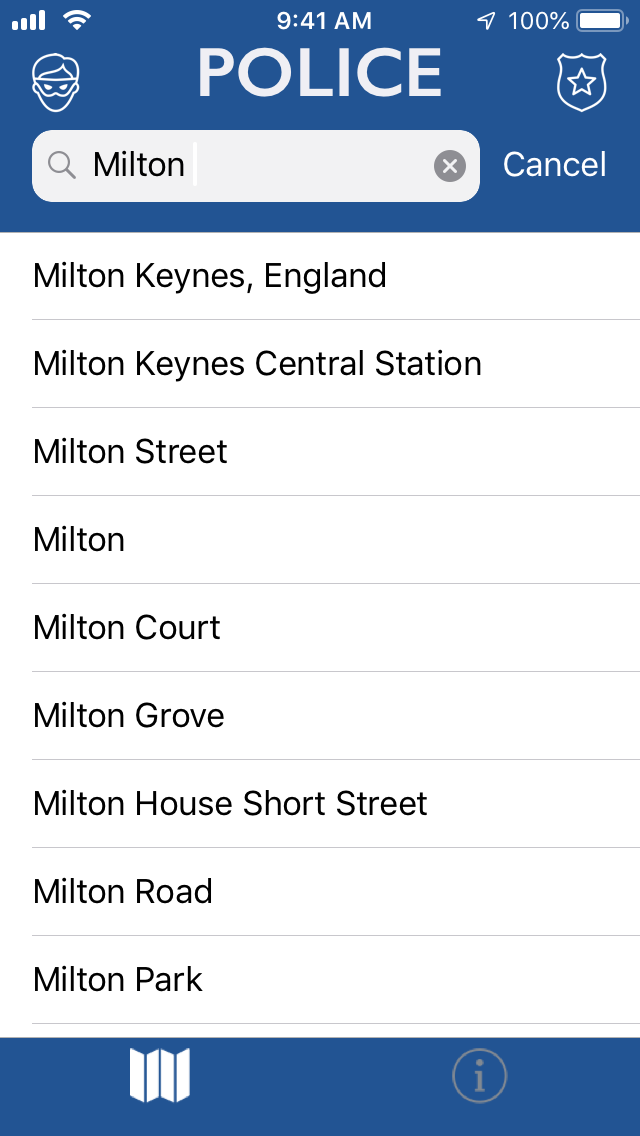 9:41 AM 100%
POLICE
Milton Cancel
Milton Keynes, England
Milton Keynes Central Station
Milton Street
Milton
Milton Court
Milton Grove
Milton House Short Street
Milton Road
Milton Park
i